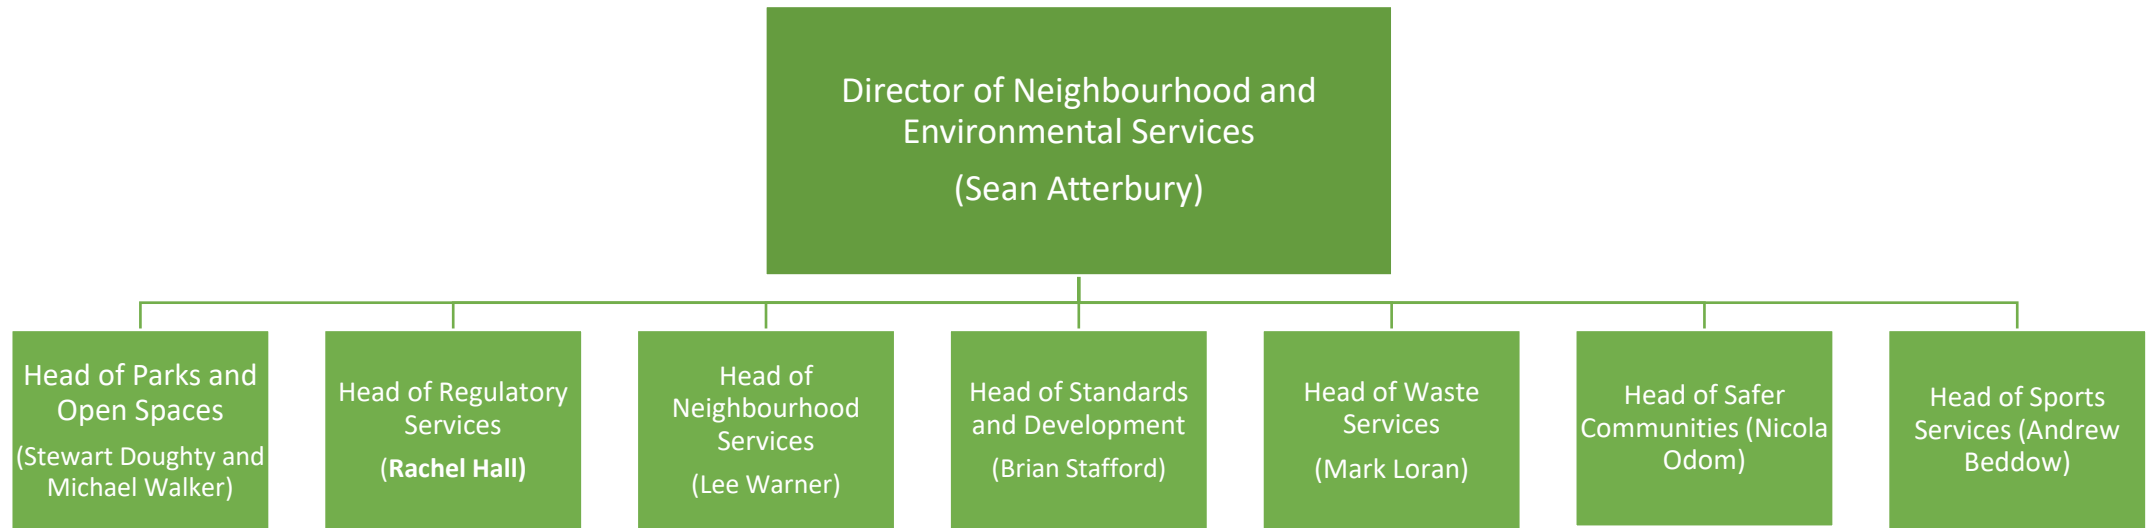 Director of Neighbourhood and
Environmental Services
(Sean Atterbury)
Head of Parks and
Open Spaces
(Stewart Doughty and
Michael Walker)
Head of Regulatory
Services
(Rachel Hall)
Head of
Neighbourhood
Services
(Lee Warner)
Head of Standards
and Development
(Brian Stafford)
Head of Waste
Services
(Mark Loran)
Head of Safer
Communities (Nicola
Odom)
Head of Sports
Services (Andrew
Beddow)